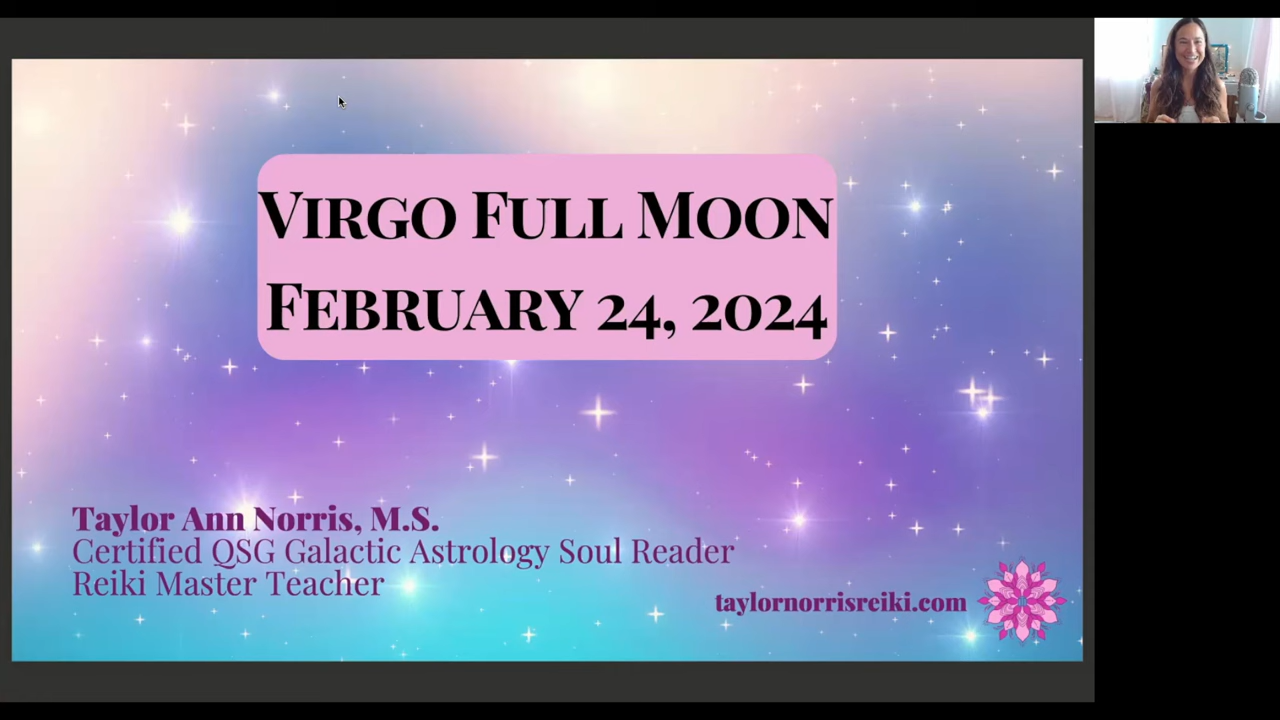 Virgo Full Moon
February 24, 2024
Taylor Ann Norris, M.S.
Certified QSG Galactic Astrology Soul Reader
Reiki Master Teacher
taylornorrisreiki.com